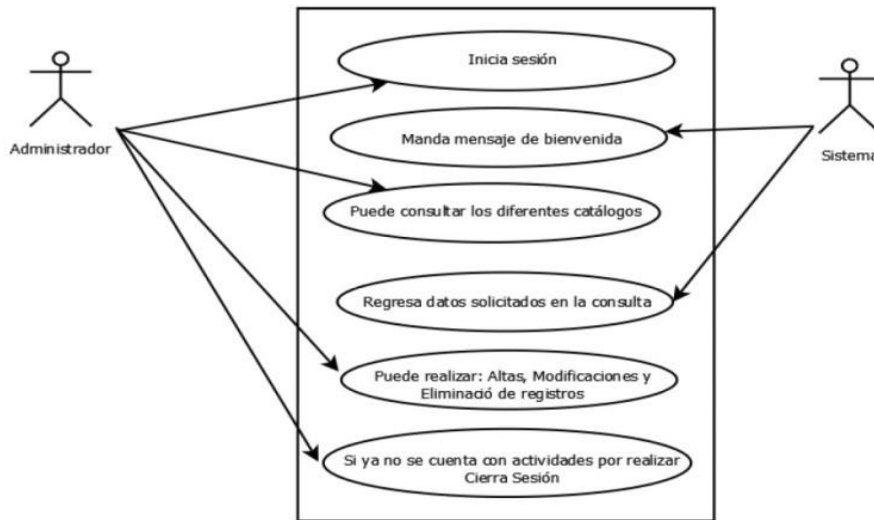 Inicia sesión
Manda mensaje de bienvenida
Administrador
Sistema
Puede consultar los diferentes catálogos
Regresa datos solicitados en la consulta
Puede realizar: Altas, Modificaciones y
Eliminació de registros
Si ya no se cuenta con actividades por realizar
Cierra Sesión